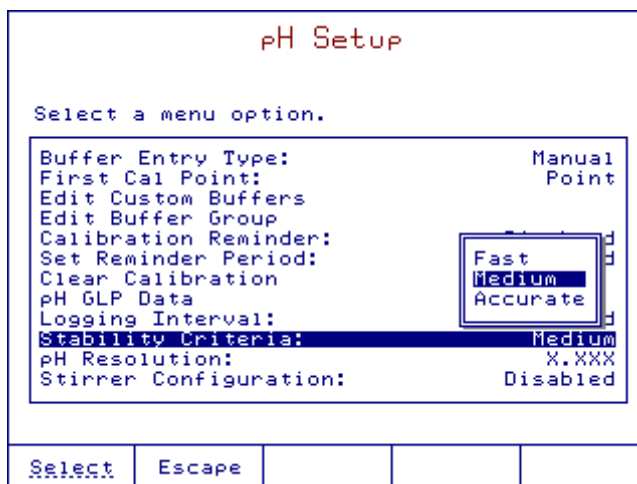 pH Setup
Select a menu option.
Buffer Entry Type: Manual
First Cal Point: Point
Edit Custom Buffers
Edit Buffer Group
Calibration Reminder:
Set Reminder Period:
Clear Calibration
pH GLP Data
Logging Interval:
Stability Criteria: Medium
pH Resolution: X.XXX
Stirrer Configuration: Disabled
Fast
Medium
Accurate
Select Escape